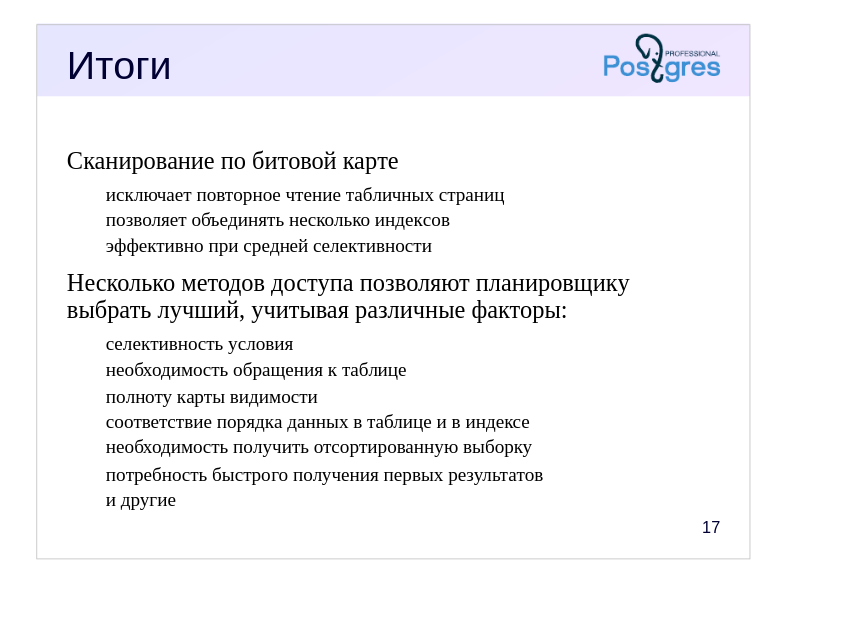 Итоги
PROFESSIONAL
Postgres
Сканирование по битовой карте
исключает повторное чтение табличных страниц
позволяет объединять несколько индексов
эффективно при средней селективности
Несколько методов доступа позволяют планировщику
выбрать лучший, учитывая различные факторы:
селективность условия
необходимость обращения к таблице
полноту карты видимости
соответствие порядка данных в таблице и в индексе
необходимость получить отсортированную выборку
потребность быстрого получения первых результатов
и другие
17